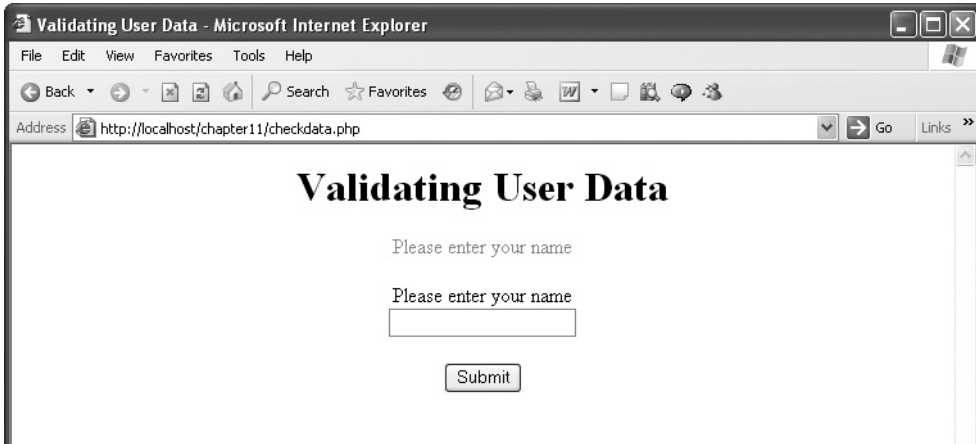 Validating User Data - Microsoft Internet Explorer
File Edit View Favorites Tools Help
Back Search Favorites
Address http://localhost/chapter11/checkdata.php Go Links »
Validating User Data
Please enter your name
Please enter your name
Submit